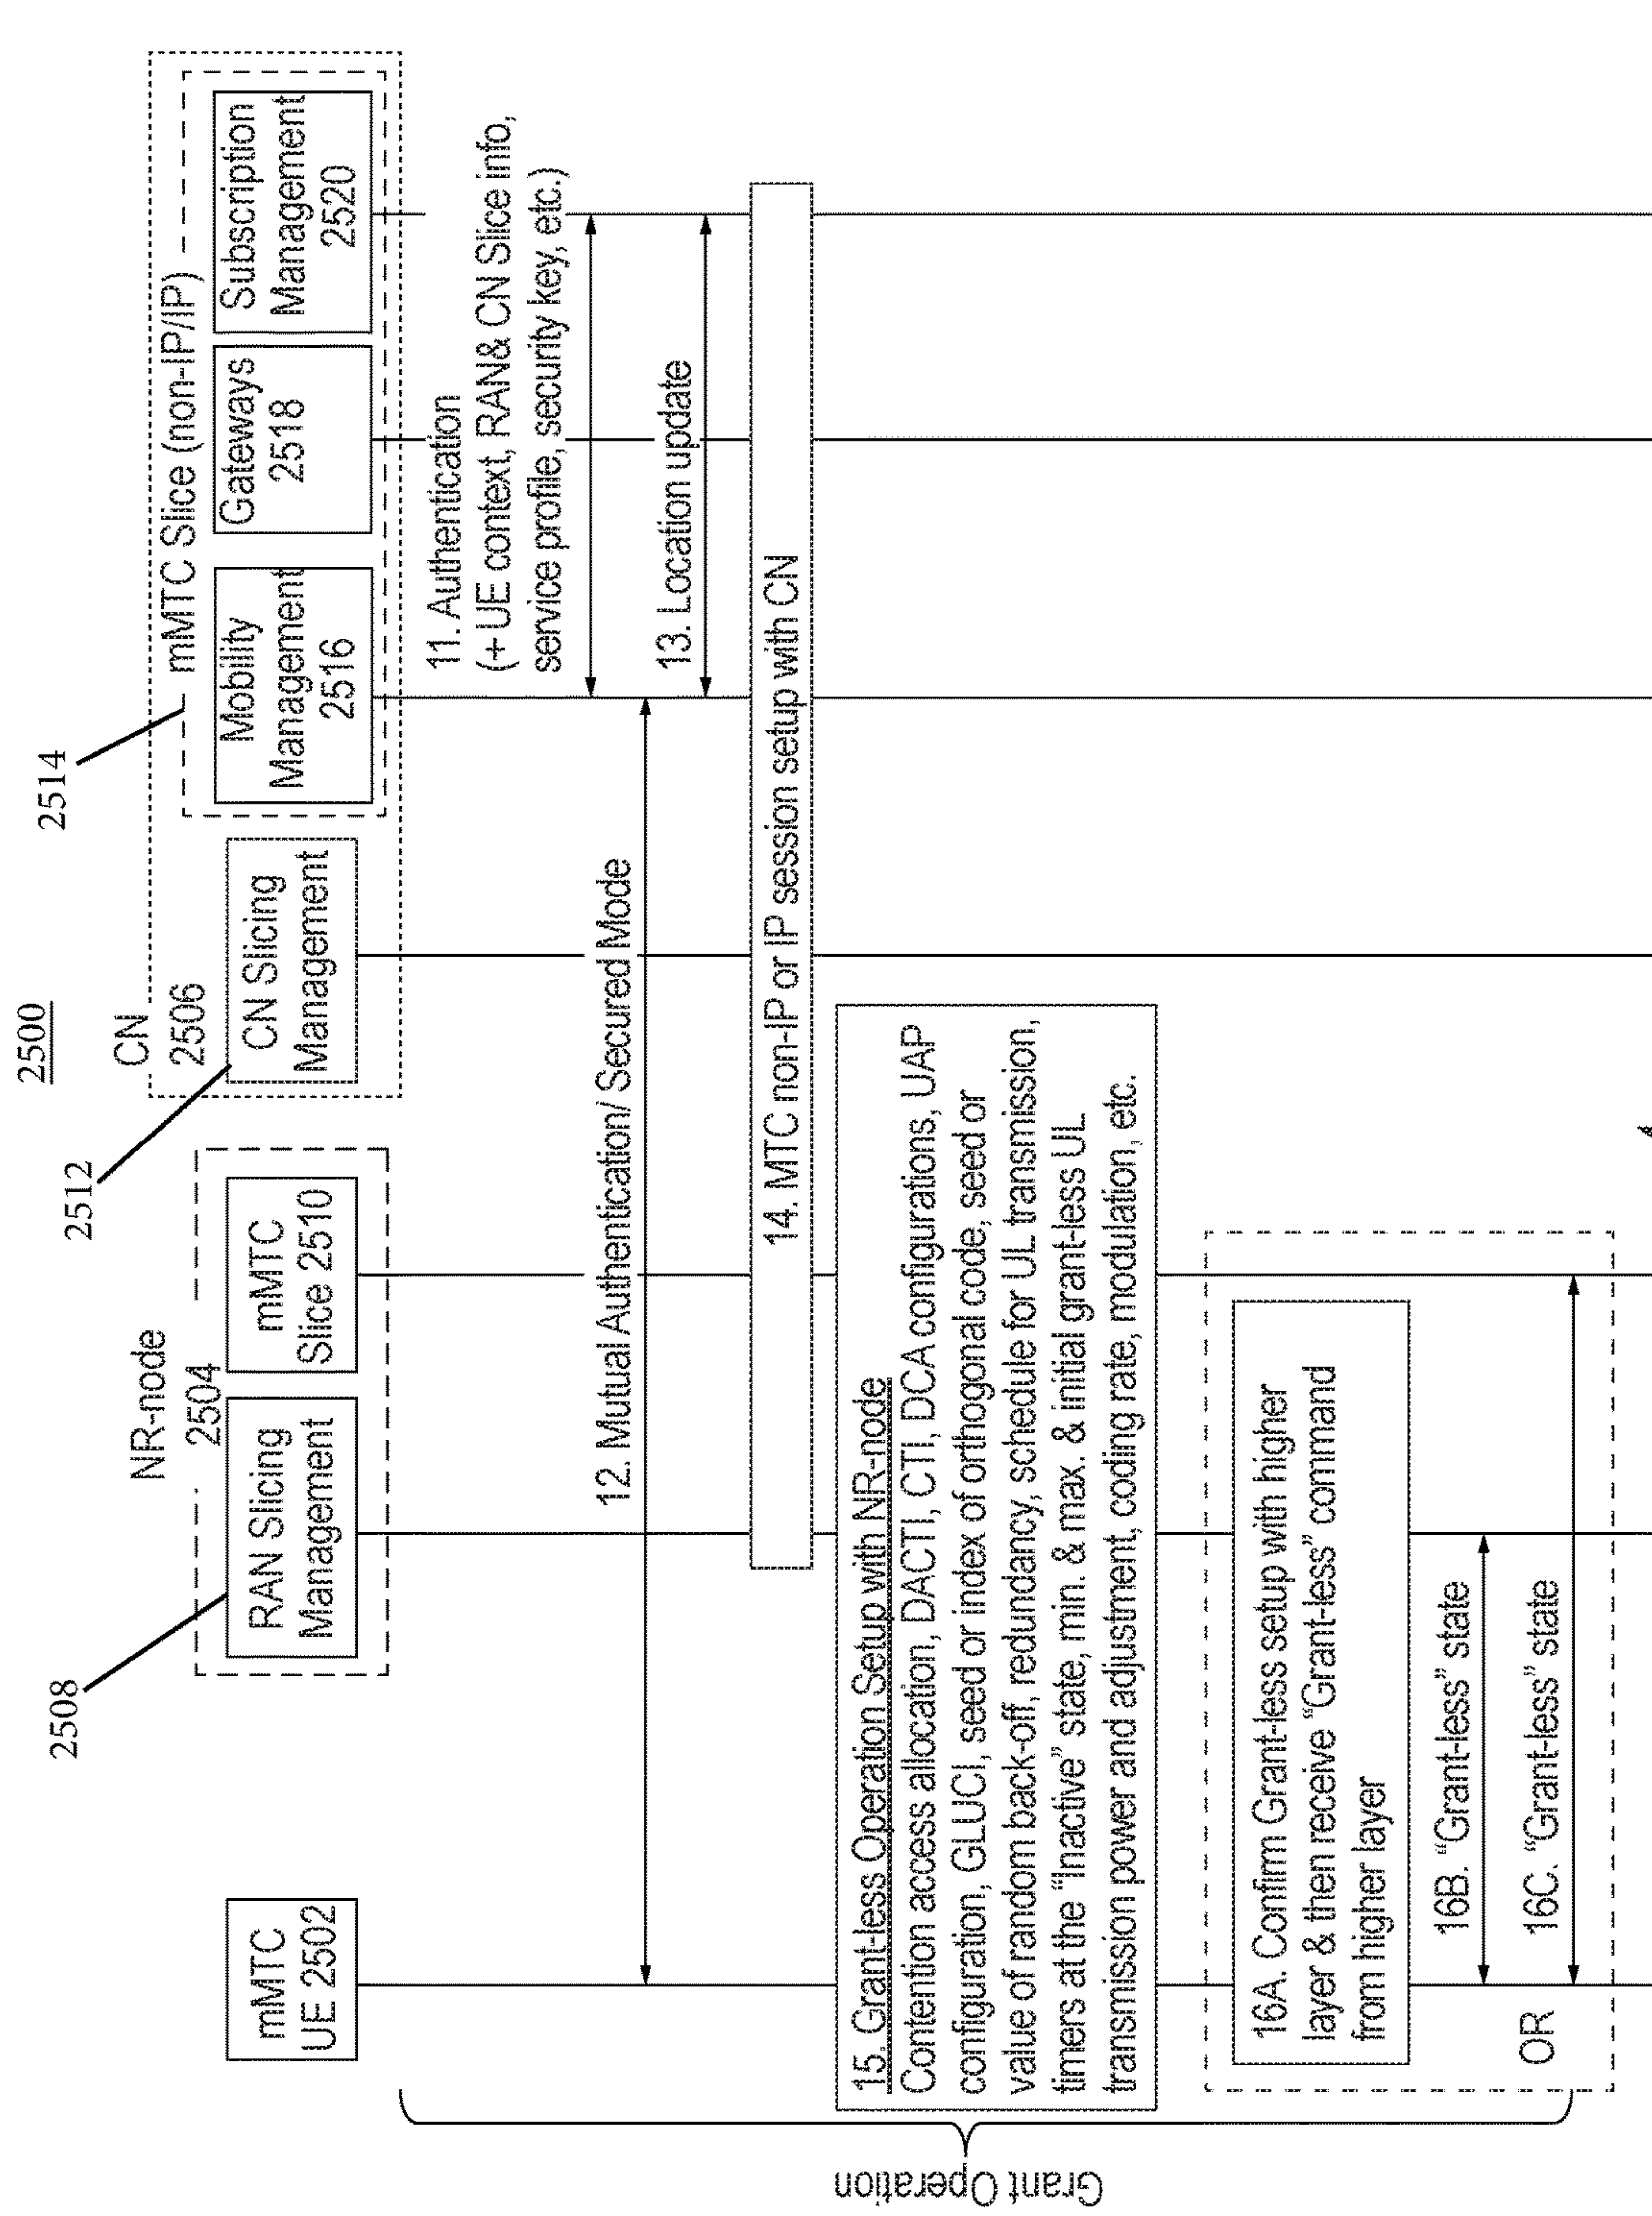 2500
CN
2506
2514
2512
2508
NR-node
2504
mMTC Slice (non-IP/IP)
mMTC
UE 2502
RAN Slicing
Management
mMTC
Slice 2510
CN Slicing
Management
Mobility
Management
2516
Gateways
2518
Subscription
Management
2520
11. Authentication
(+ UE context, RAN& CN Slice info,
service profile, security key, etc.)
12. Mutual Authentication/ Secured Mode
13. Location update
14. MTC non-IP or IP session setup with CN
15. Grant-less Operation Setup with NR-node
Contention access allocation, DACTI, CTI, DCA configurations, UAP
configuration, GLUCI, seed or index of orthogonal code, seed or
value of random back-off, redundancy, schedule for UL transmission,
timers at the “Inactive” state, min. & max. & initial grant-less UL
transmission power and adjustment, coding rate, modulation, etc.
16A. Confirm Grant-less setup with higher
layer & then receive “Grant-less” command
from higher layer
16B. “Grant-less” state
OR
16C. “Grant-less” state
Grant Operation